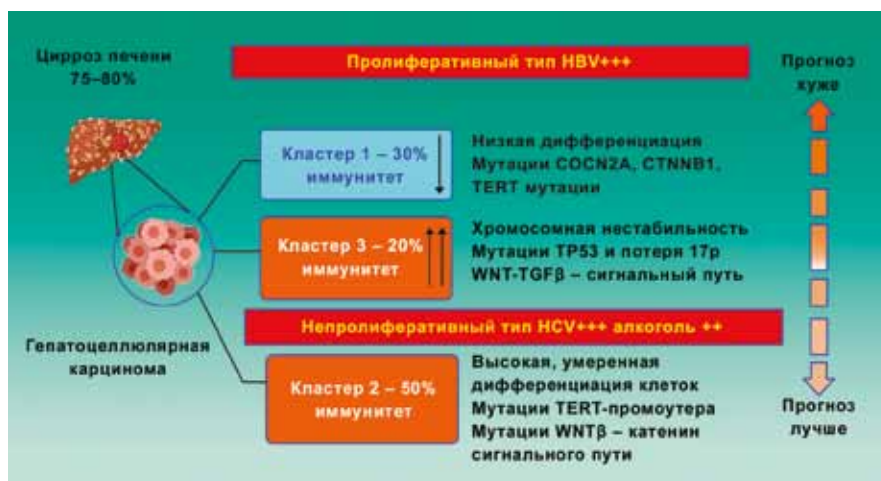 Цирроз печени
75–80%
Пролиферативный тип HBV+++
Прогноз
хуже
Кластер 1 – 30%
иммунитет
Низкая дифференциация
Мутации COCN2A, CTNNB1,
TERT мутации
Кластер 3 – 20%
иммунитет
Хромосомная нестабильность
Мутации TP53 и потеря 17p
WNT-TGFβ – сигнальный путь
Непролиферативный тип HCV+++ алкоголь ++
Гепатоцеллюлярная
карцинома
Кластер 2 – 50%
иммунитет
Высокая, умеренная
дифференциация клеток
Мутации TERT-промоутера
Мутации WNTβ – катенин
сигнального пути
Прогноз
лучше